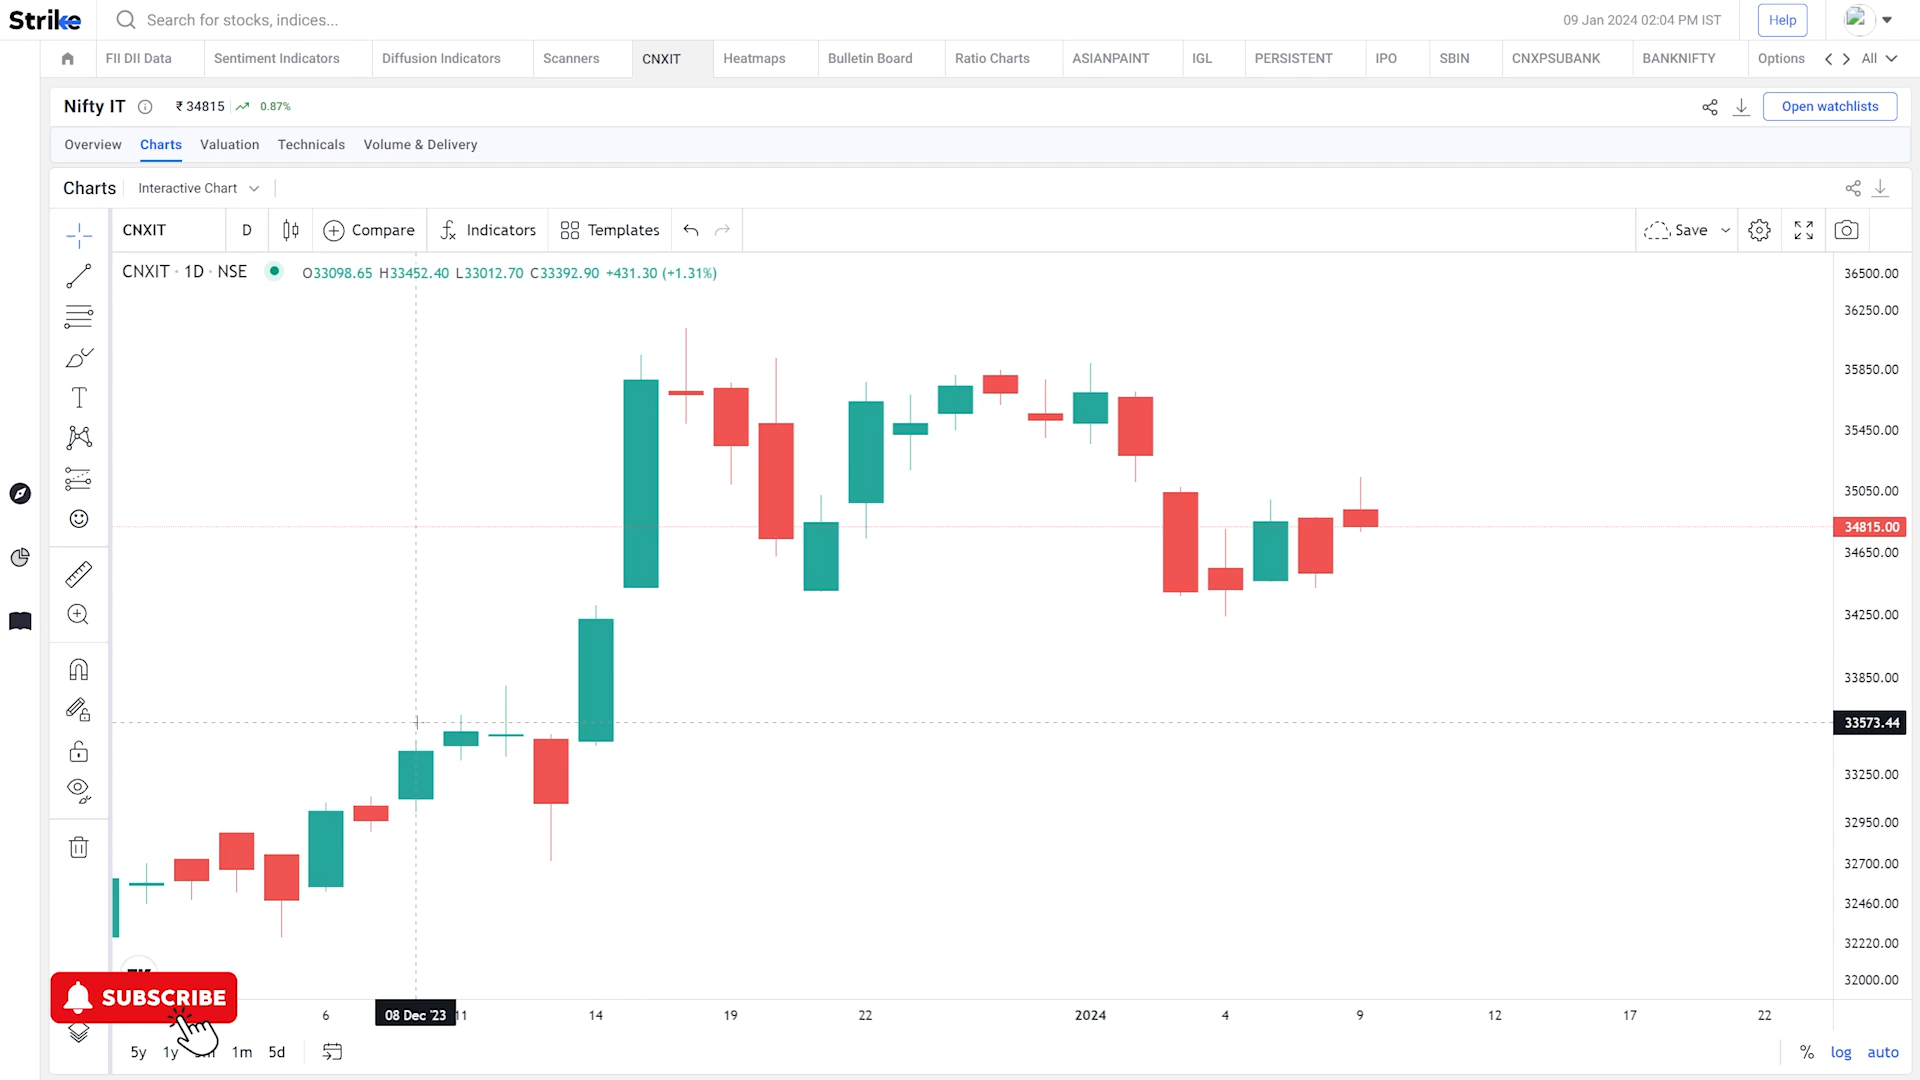 Strike Search for stocks, indices... 09 Jan 2024 02:04 PM IST Help
FII DII Data Sentiment Indicators Diffusion Indicators Scanners CNXIT Heatmaps Bulletin Board Ratio Charts ASIANPAINT IGL PERSISTENT IPO SBIN CNXPSUBANK BANKNIFTY Options All
Nifty IT ₹ 34815 0.87% Open watchlists
Overview Charts Valuation Technicals Volume & Delivery
Charts Interactive Chart
CNXIT D Compare Indicators Templates Save
CNXIT · 1D · NSE O33098.65 H33452.40 L33012.70 C33392.90 +431.30 (+1.31%)
36500.00
36250.00
35850.00
35450.00
35050.00
34815.00
34650.00
34250.00
33850.00
33573.44
33250.00
32950.00
32700.00
32460.00
32220.00
32000.00
SUBSCRIBE
6 08 Dec '23 11 14 19 22 2024 4 9 12 17 22
5y 1y 1m 5d % log auto